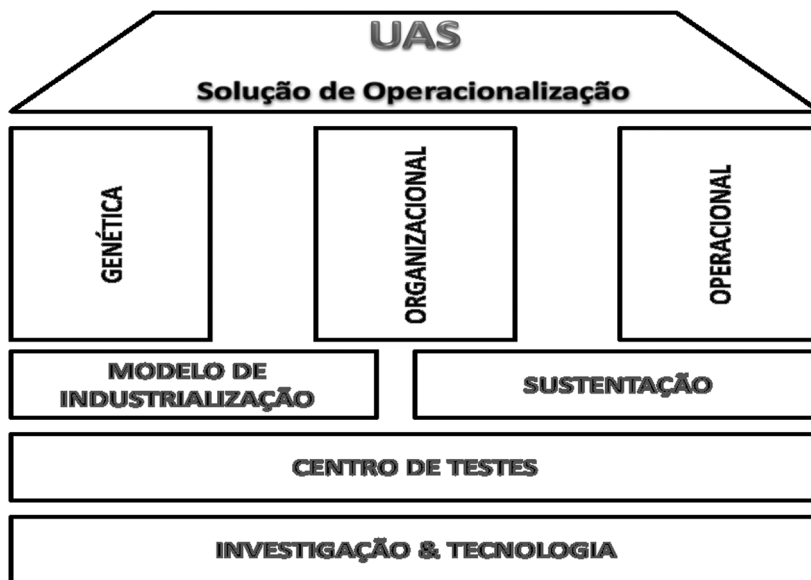 UAS
Solução de Operacionalização
GENÉTICA
ORGANIZACIONAL
OPERACIONAL
MODELO DE
INDUSTRIALIZAÇÃO
SUSTENTAÇÃO
CENTRO DE TESTES
INVESTIGAÇÃO & TECNOLOGIA